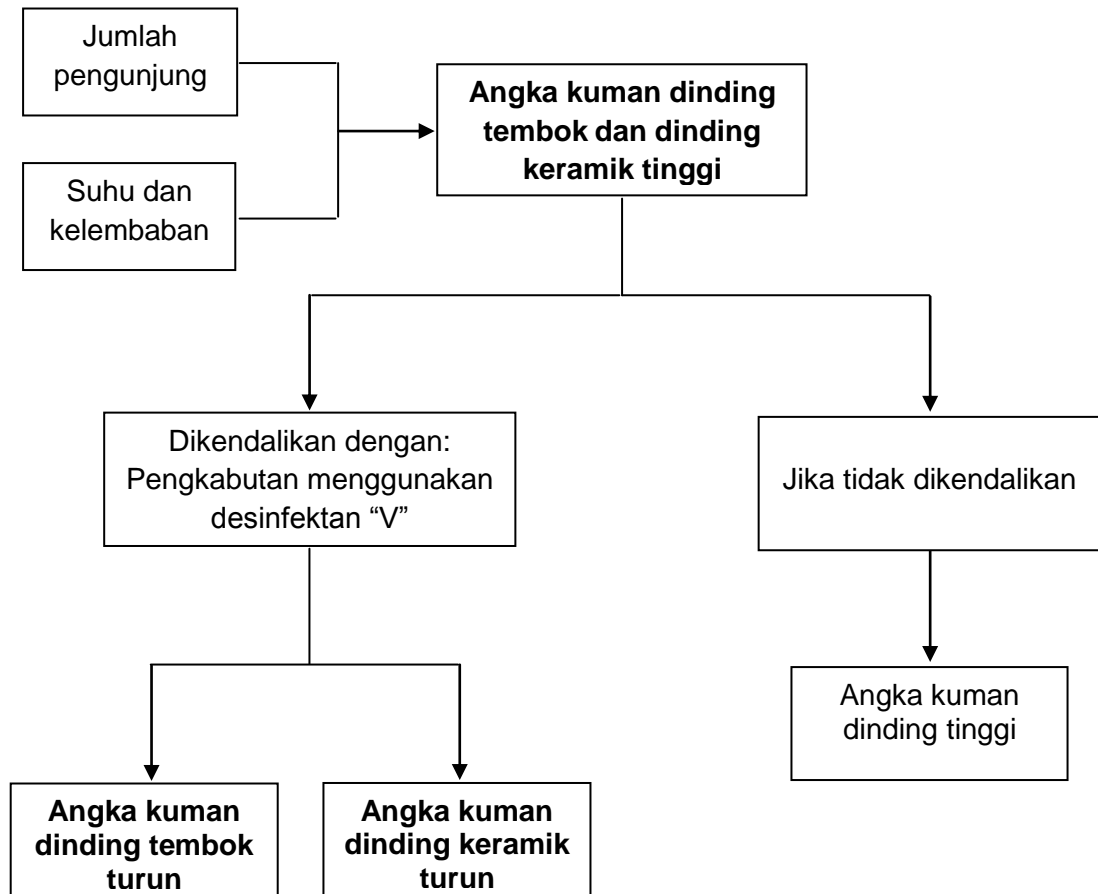 Jumlah
pengunjung
Angka kuman dinding
tembok dan dinding
keramik tinggi
Suhu dan
kelembaban
Dikendalikan dengan:
Pengkabutan menggunakan
desinfektan “V”
Jika tidak dikendalikan
Angka kuman
dinding tinggi
Angka kuman
dinding tembok
turun
Angka kuman
dinding keramik
turun